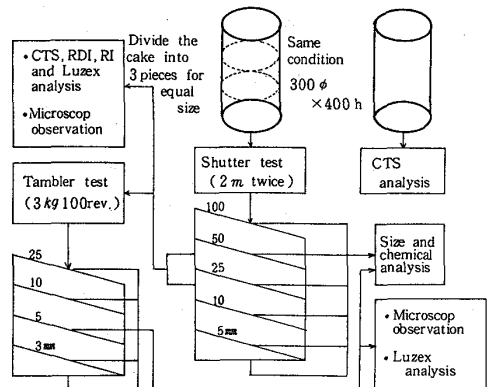 • CTS, RDI, RI
and Luzex
analysis
• Microscop
observation
Divide the
cake into
3 pieces for
equal
size
Same
condition
300 φ
× 400 h
Shutter test
(2 m twice)
CTS
analysis
Tambler test
(3 kg 100rev.)
100
50
25
10
5 mm
25
10
5
3 mm
Size and
chemical
analysis
• Microscop
observation
• Luzex
analysis